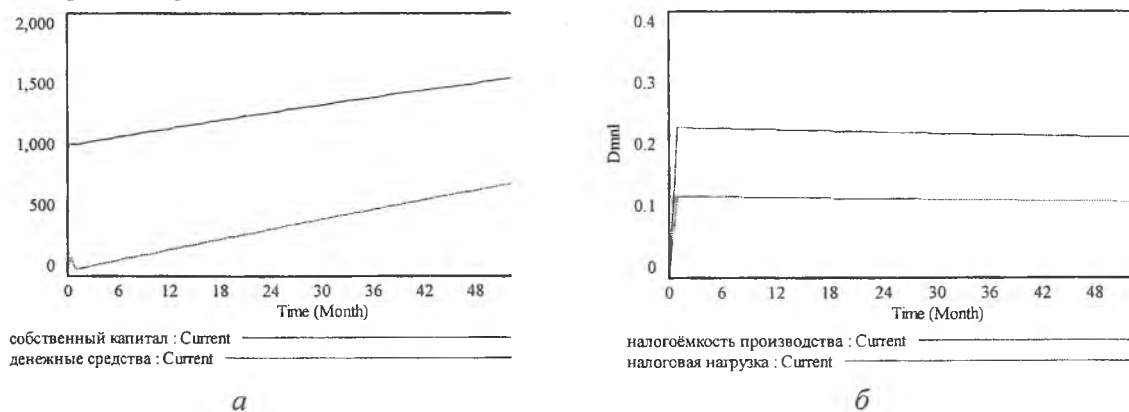 2,000
1,500
1,000
500
0
0 6 12 18 24 30 36 42 48
Time (Month)
собственный капитал : Current
денежные средства : Current
а
0.4
0.3
0.2
0.1
0
Dmnl
0 6 12 18 24 30 36 42 48
Time (Month)
налогоёмкость производства : Current
налоговая нагрузка : Current
б